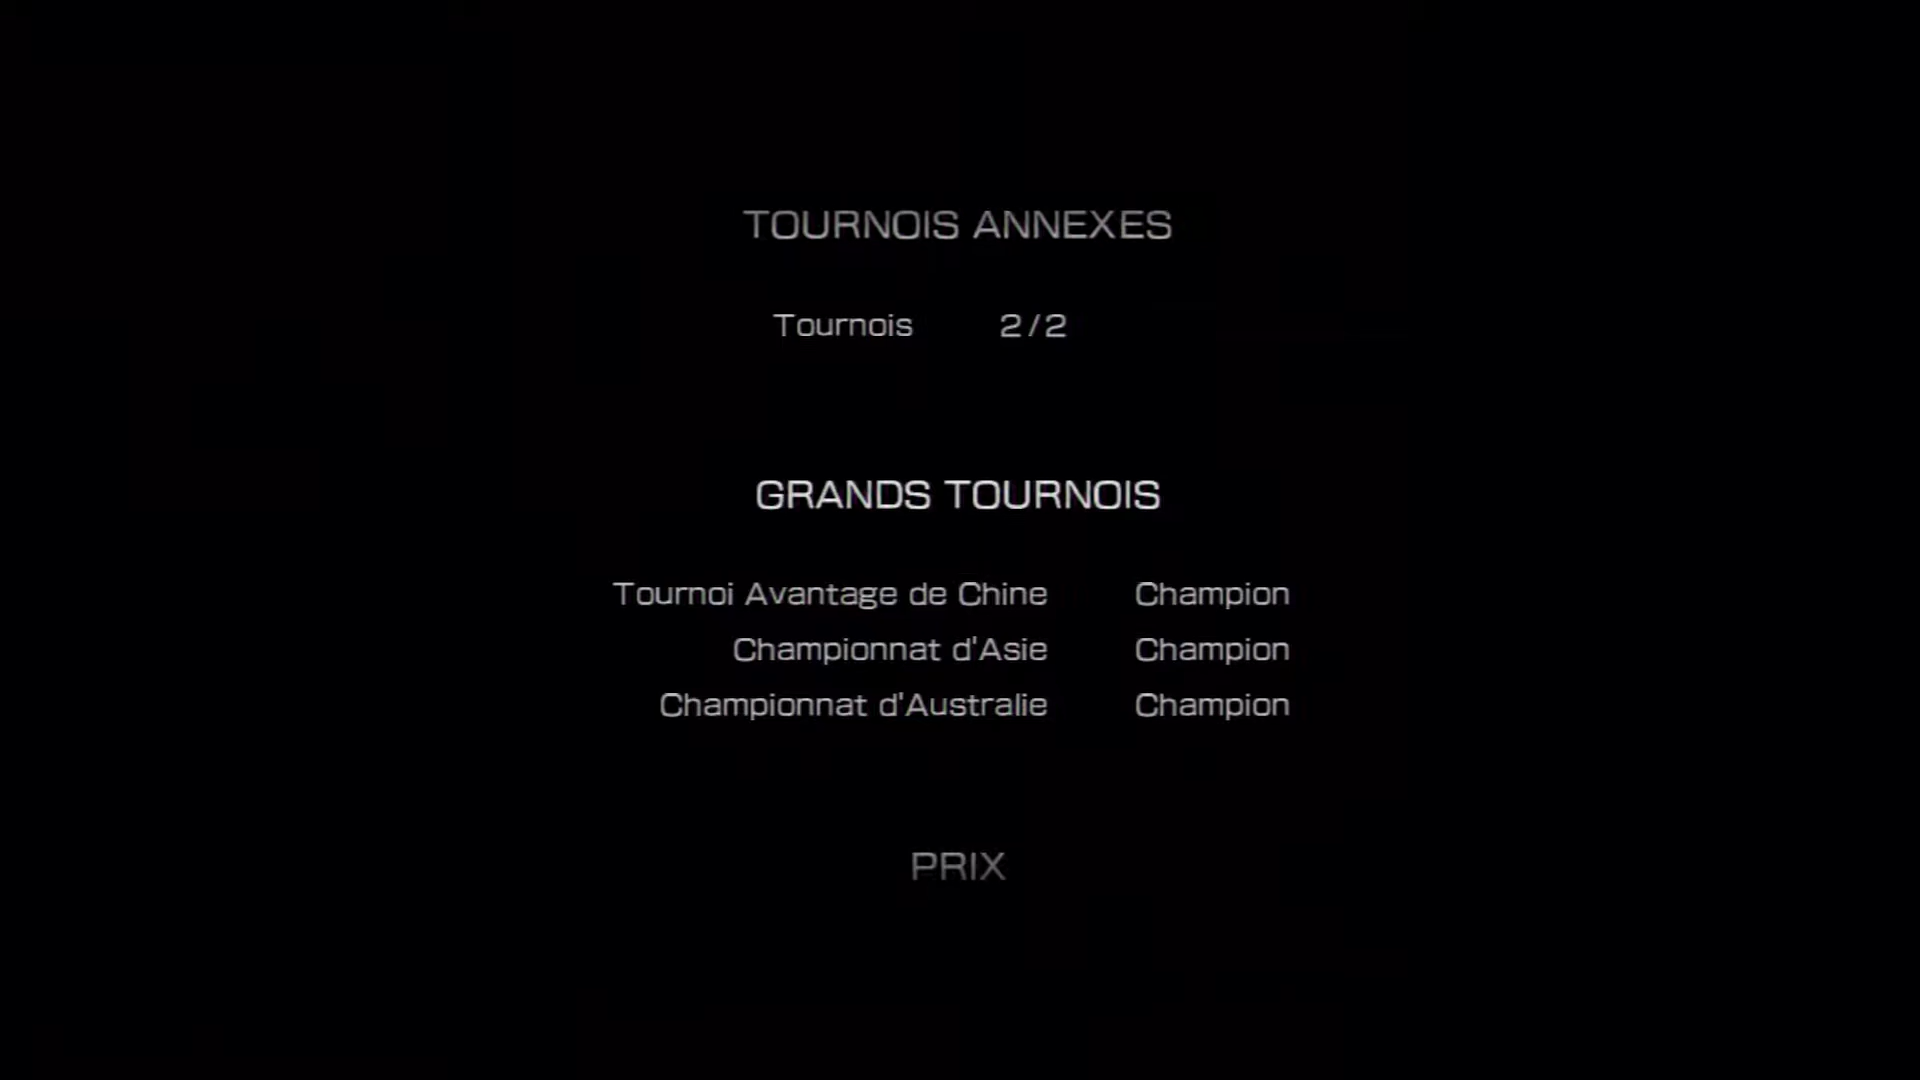 TOURNOIS ANNEXES
Tournois 2/2
GRANDS TOURNOIS
Tournoi Avantage de Chine Champion
Championnat d'Asie Champion
Championnat d'Australie Champion
PRIX